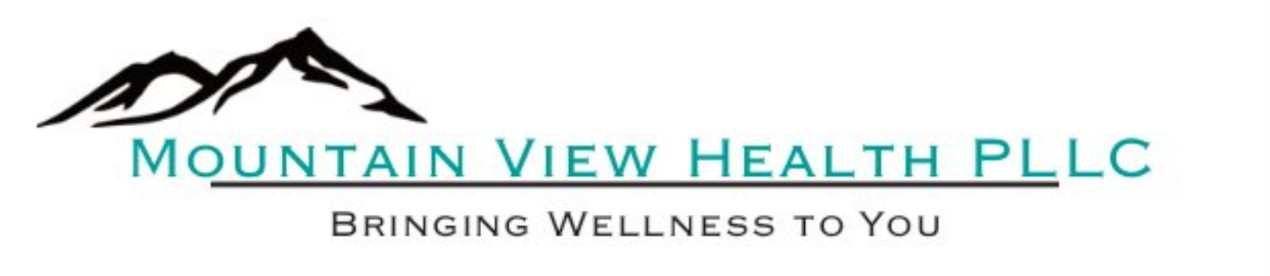 Mountain View Health PLLC
Bringing Wellness to You